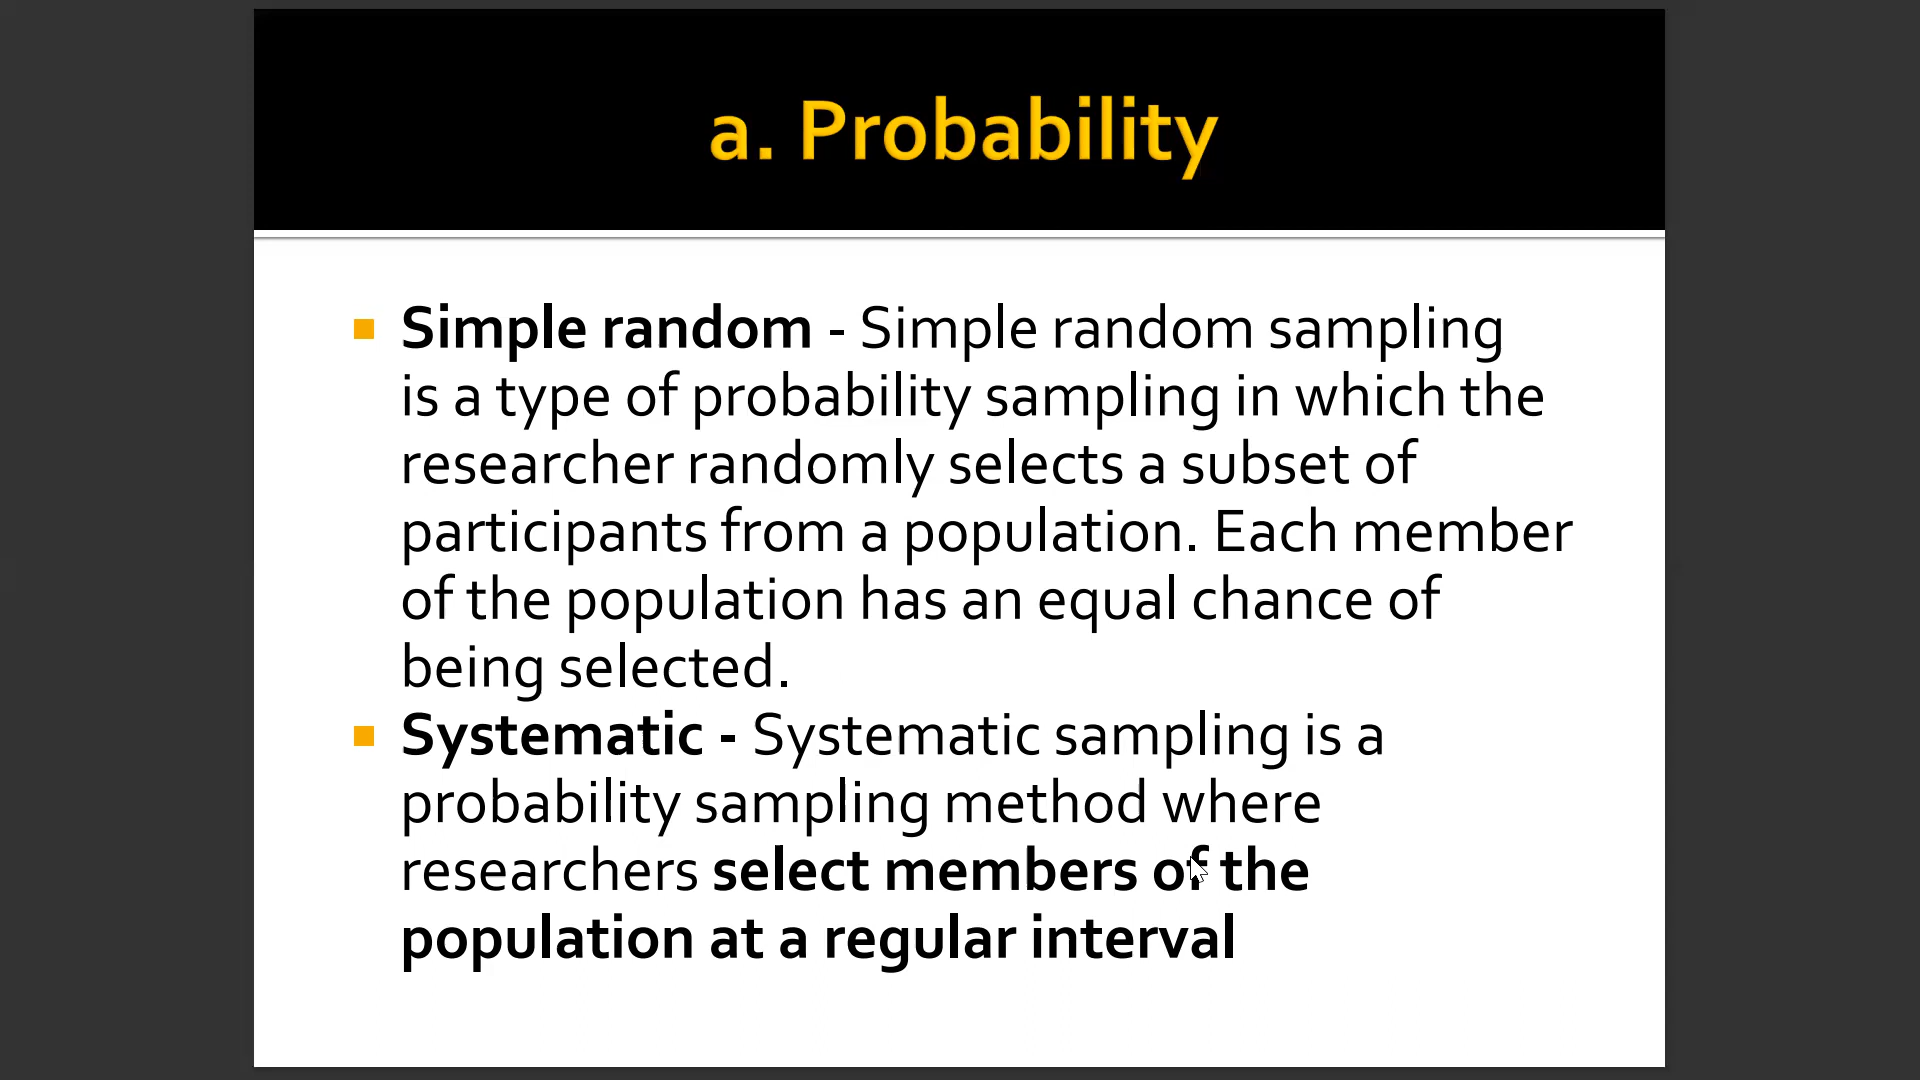 a. Probability
Simple random - Simple random sampling
is a type of probability sampling in which the
researcher randomly selects a subset of
participants from a population. Each member
of the population has an equal chance of
being selected.
Systematic - Systematic sampling is a
probability sampling method where
researchers select members of the
population at a regular interval